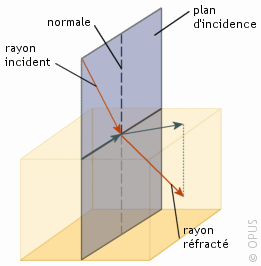 normale
plan
d'incidence
rayon
incident
rayon
réfracté
© OPUS